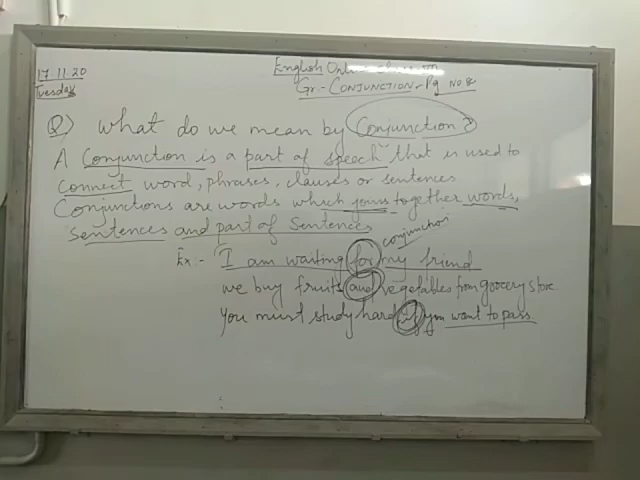 17.11.20
Tuesday
English Online
Gr.- CONJUNCTION - Pg No. 8
Q) What do we mean by Conjunction?
A Conjunction is a part of speech that is used to
connect word, phrases, clauses or sentences
Conjunctions are words which joins together words,
sentences and part of Sentences
conjunction
Ex - I am waiting for my friend
we buy fruits and vegetables from grocery store.
You must study hard if you want to pass.